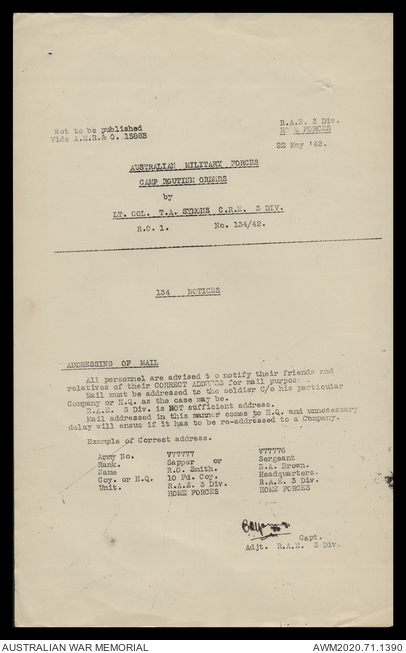 R.A.E. 3 Div.
Not to be published HOME FORCES
Vide A.M.R.& O. 1588B
22 May '42.
AUSTRALIAN MILITARY FORCES
CAMP ROUTINE ORDERS
by
LT. COL. T.A. SYMONS C.R.E. 3 DIV.
R.O. 1. No. 134/42.
134 NOTICES
ADDRESSING OF MAIL
All personnel are advised to notify their friends and
relatives of their CORRECT ADDRESS for mail purpos
Mail must be addressed to the soldier C/o his particular
Company or H.Q. as the case may be.
R.A.E. 3 Div. is NOT sufficient address.
Mail addressed in this manner comes to H.Q. and unnecessary
delay will ensue if it has to be re-addressed to a Company.
Example of Correct address.
Army No. V77777 V77776
Rank. Sapper or Sergeant
Name R.O. Smith. B.A. Brown.
Coy. or H.Q. 10 Fd. Coy. Headquarters.
Unit. R.A.E. 3 Div. R.A.E. 3 Div.
HOME FORCES HOME FORCES
Capt.
Adjt. R.A.E. 3 Div.
AUSTRALIAN WAR MEMORIAL AWM2020.71.1390